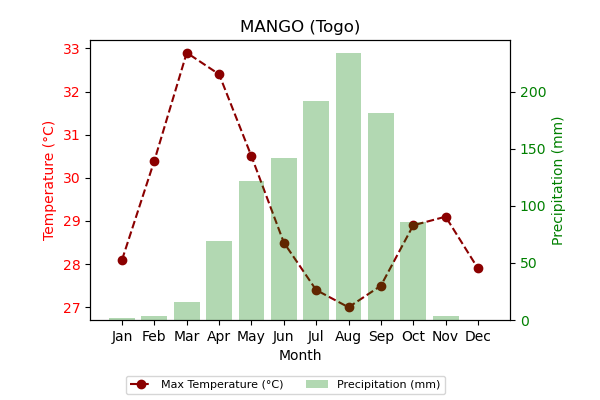 MANGO (Togo)
33
32
31
30
29
28
27
Temperature (°C)
200
150
100
50
0
Precipitation (mm)
Jan Feb Mar Apr May Jun Jul Aug Sep Oct Nov Dec
Month
Max Temperature (°C) Precipitation (mm)